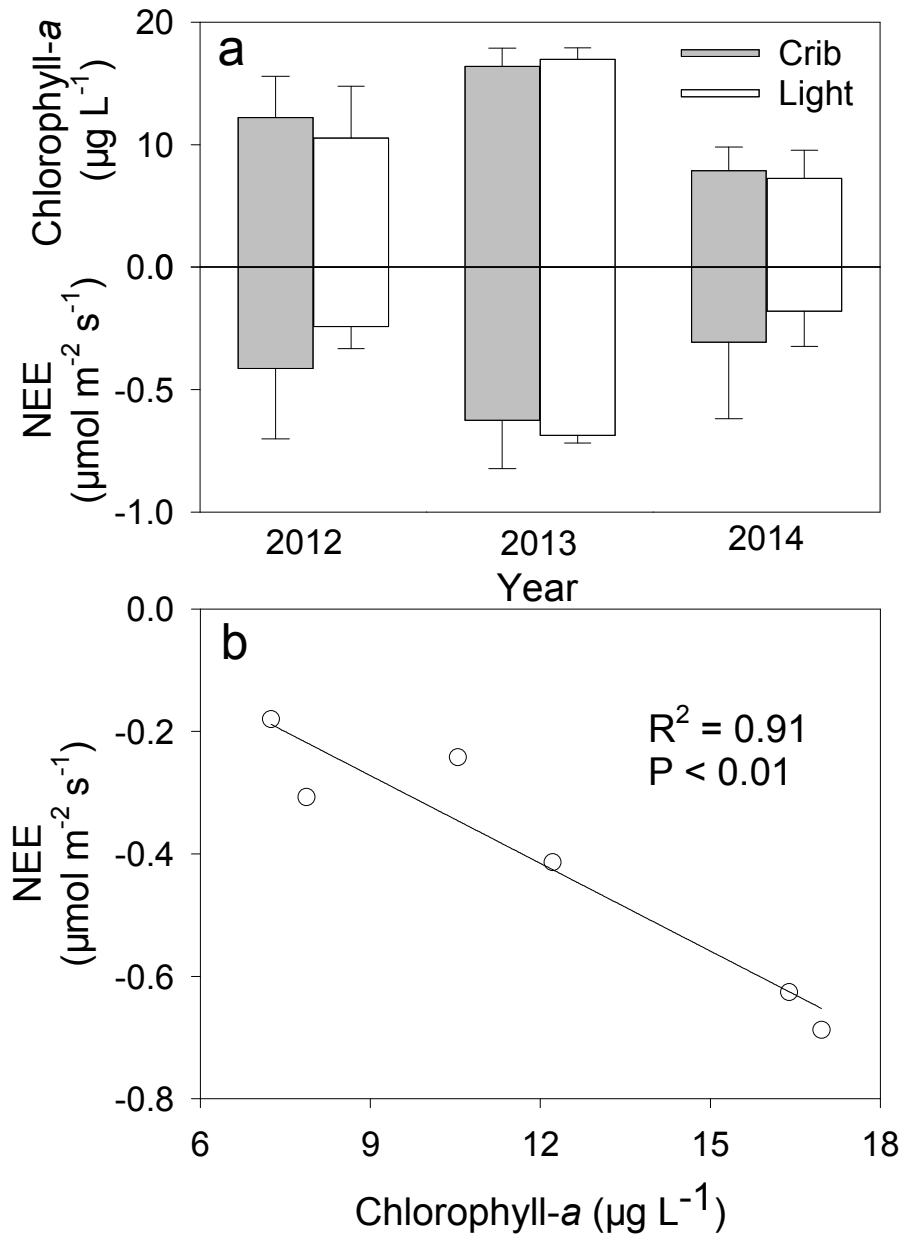 a
Crib
Light
Chlorophyll-a
(µg L-1)
20
10
0.0
NEE
(µmol m-2 s-1)
-0.5
-1.0
2012 2013 2014
Year
b
R2 = 0.91
P < 0.01
NEE
(µmol m-2 s-1)
0.0
-0.2
-0.4
-0.6
-0.8
6 9 12 15 18
Chlorophyll-a (µg L-1)